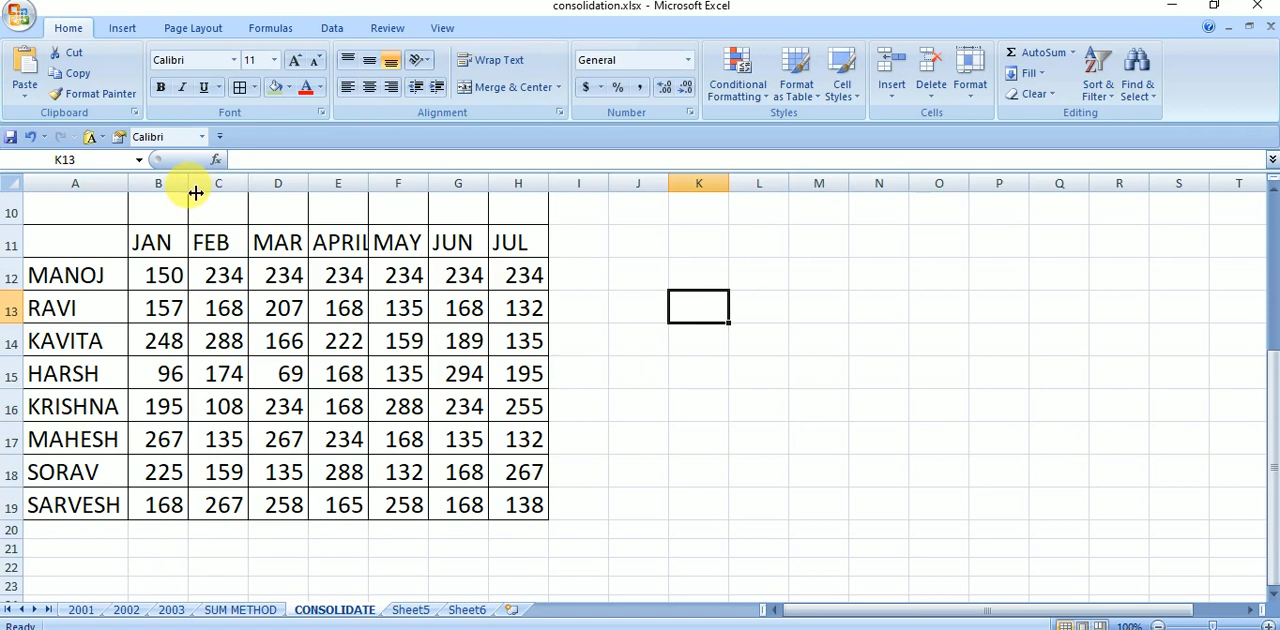 consolidation.xlsx - Microsoft Excel
Home Insert Page Layout Formulas Data Review View
Paste
Cut
Copy
Format Painter
Clipboard
Calibri 11
B I U
Font
Wrap Text
Merge & Center
Alignment
General
$ % ,
Number
Conditional Formatting
Format as Table
Cell Styles
Styles
Insert Delete Format
Cells
Σ AutoSum
Fill
Clear
Sort & Filter
Find & Select
Editing
Calibri
K13 fx
A B C D E F G H I J K L M N O P Q R S T
10
11 JAN FEB MAR APRIL MAY JUN JUL
12 MANOJ 150 234 234 234 234 234 234
13 RAVI 157 168 207 168 135 168 132
14 KAVITA 248 288 166 222 159 189 135
15 HARSH 96 174 69 168 135 294 195
16 KRISHNA 195 108 234 168 288 234 255
17 MAHESH 267 135 267 234 168 135 132
18 SORAV 225 159 135 288 132 168 267
19 SARVESH 168 267 258 165 258 168 138
20
21
22
23
2001 2002 2003 SUM METHOD CONSOLIDATE Sheet5 Sheet6
Ready 100%